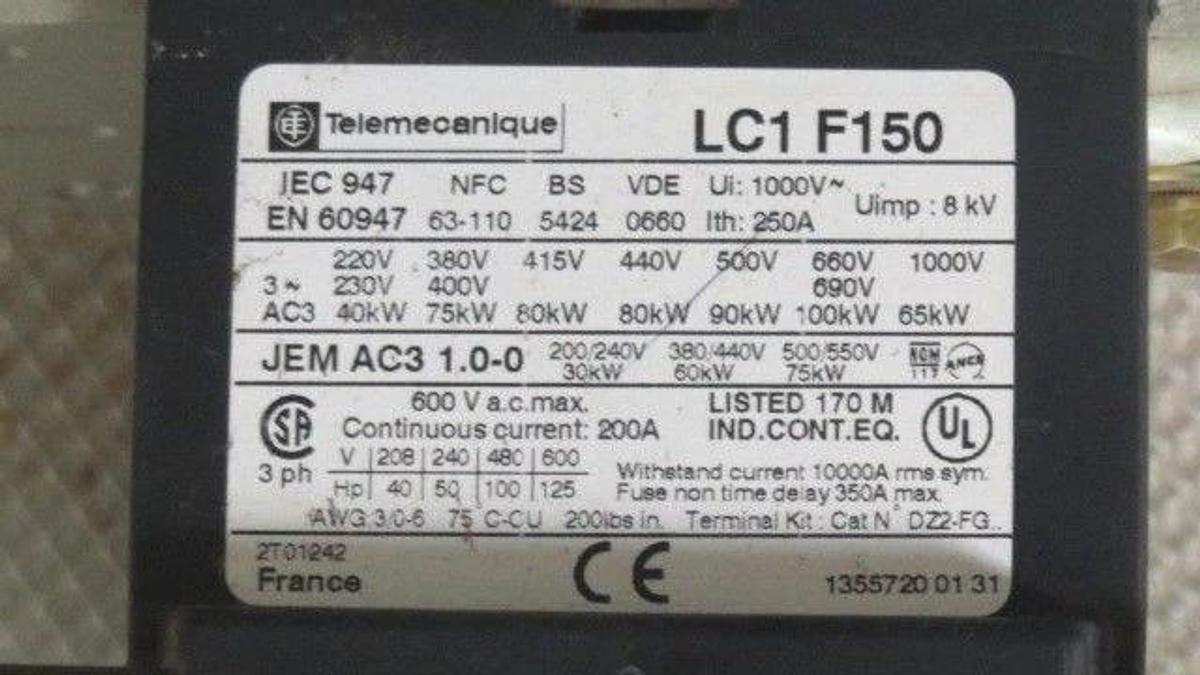 Telemecanique LC1 F150
IEC 947 NFC BS VDE Ui: 1000V~
EN 60947 63-110 5424 0660 Ith: 250A Uimp : 8 kV
220V 380V 415V 440V 500V 660V 1000V
3 ~ 230V 400V 690V
AC3 40kW 75kW 80kW 80kW 90kW 100kW 65kW
JEM AC3 1.0-0 200/240V 380/440V 500/550V NOM
30kW 60kW 75kW 117 ANCE
600 V a.c.max. LISTED 170 M
SA Continuous current: 200A IND.CONT.EQ. UL
3 ph V 208 240 480 600
Withstand current 10000A rms sym.
Hp 40 50 100 125 Fuse non time delay 350A max.
AWG 3/0-6 75 C-CU 200lbs in. Terminal Kit : Cat N° DZ2-FG..
2T01242
France CE 1355720 01 31